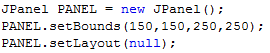 JPanel PANEL = new JPanel();
PANEL.setBounds(150,150,250,250);
PANEL.setLayout(null);